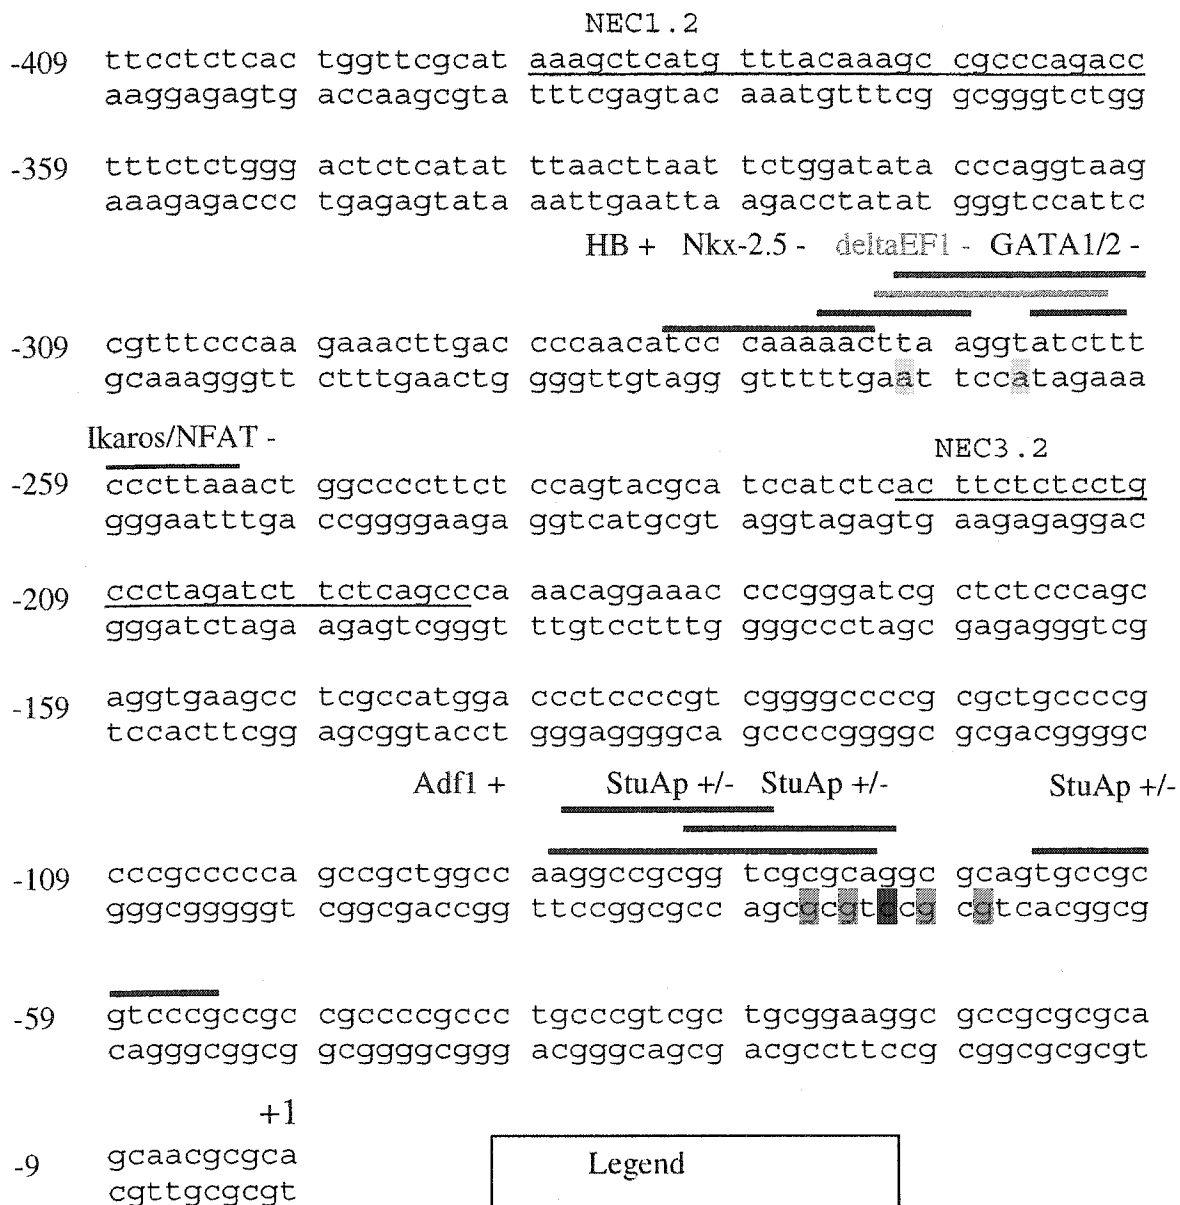 NEC1.2
-409 ttcctctcac tggttcgcat aaagctcatg tttacaaagc cgcccagacc
aaggagagtg accaagcgta tttcgagtac aaatgtttcg gcgggtctgg
-359 tttctctggg actctcatat ttaacttaat tctggatata cccaggtaag
aaagagaccc tgagagtata aattgaatta agacctatat gggtccattc
HB + Nkx-2.5 - deltaEF1 - GATA1/2 -
-309 cgtttcccaa gaaacttgac cccaacatcc caaaaactta aggtatcttt
gcaaagggtt ctttgaactg gggttgtagg gtttttgaat tccatagaaa
Ikaros/NFAT -
NEC3.2
-259 cccttaaact ggccccttct ccagtacgca tccatctcac ttctctcctg
gggaatttga ccggggaaga ggtcatgcgt aggtagagtg aagagaggac
-209 ccctagatct tctcagccca aacaggaaac cccgggatcg ctctcccagc
gggatctaga agagtcgggt ttgtcctttg gggccctagc gagagggtcg
-159 aggtgaagcc tcgccatgga ccctccccgt cggggccccg cgctgccccg
tccacttcgg agcggtacct gggaggggca gccccggggc gcgacggggc
Adf1 + StuAp +/- StuAp +/- StuAp +/-
-109 cccgccccca gccgctggcc aaggccgcgg tcgcgcaggc gcagtgccgc
gggcgggggt cggcgaccgg ttccggcgcc agcgcgtccg cgtcacggcg
-59 gtcccgccgc cgccccgccc tgcccgtcgc tgcggaaggc gccgcgcgca
cagggcggcg gcggggcggg acgggcagcg acgccttccg cggcgcgcgt
+1
-9 gcaacgcgca
cgttgcgcgt
Legend